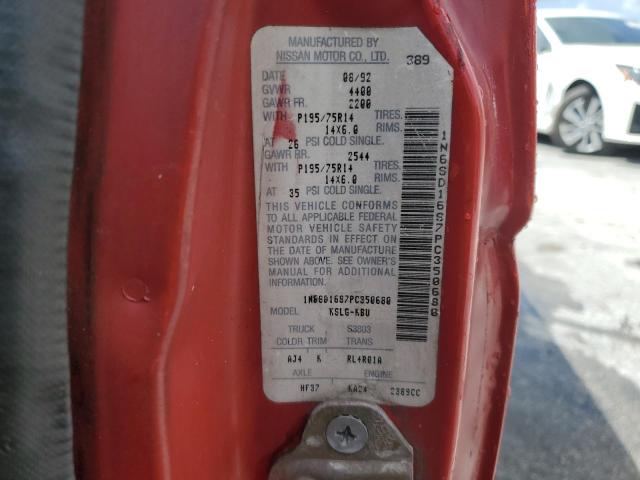 MANUFACTURED BY
NISSAN MOTOR CO., LTD. 389
DATE 08/92
GVWR 4400
GAWR FR. 2200
WITH P195/75R14 TIRES.
14X6.0 RIMS.
AT 26 PSI COLD SINGLE.
GAWR RR. 2544
WITH P195/75R14 TIRES.
14X6.0 RIMS.
AT 35 PSI COLD SINGLE.
THIS VEHICLE CONFORMS
TO ALL APPLICABLE FEDERAL
MOTOR VEHICLE SAFETY
STANDARDS IN EFFECT ON
THE DATE OF MANUFACTURE
SHOWN ABOVE. SEE OWNER'S
MANUAL FOR ADDITIONAL
INFORMATION.
1N6SD16S7PC350680
MODEL KSLG-KBU
TRUCK S3803
COLOR TRIM TRANS
AJ4 K RL4R01A
AXLE ENGINE
HF37 KA24 2389CC
1N6SD16S7PC350680